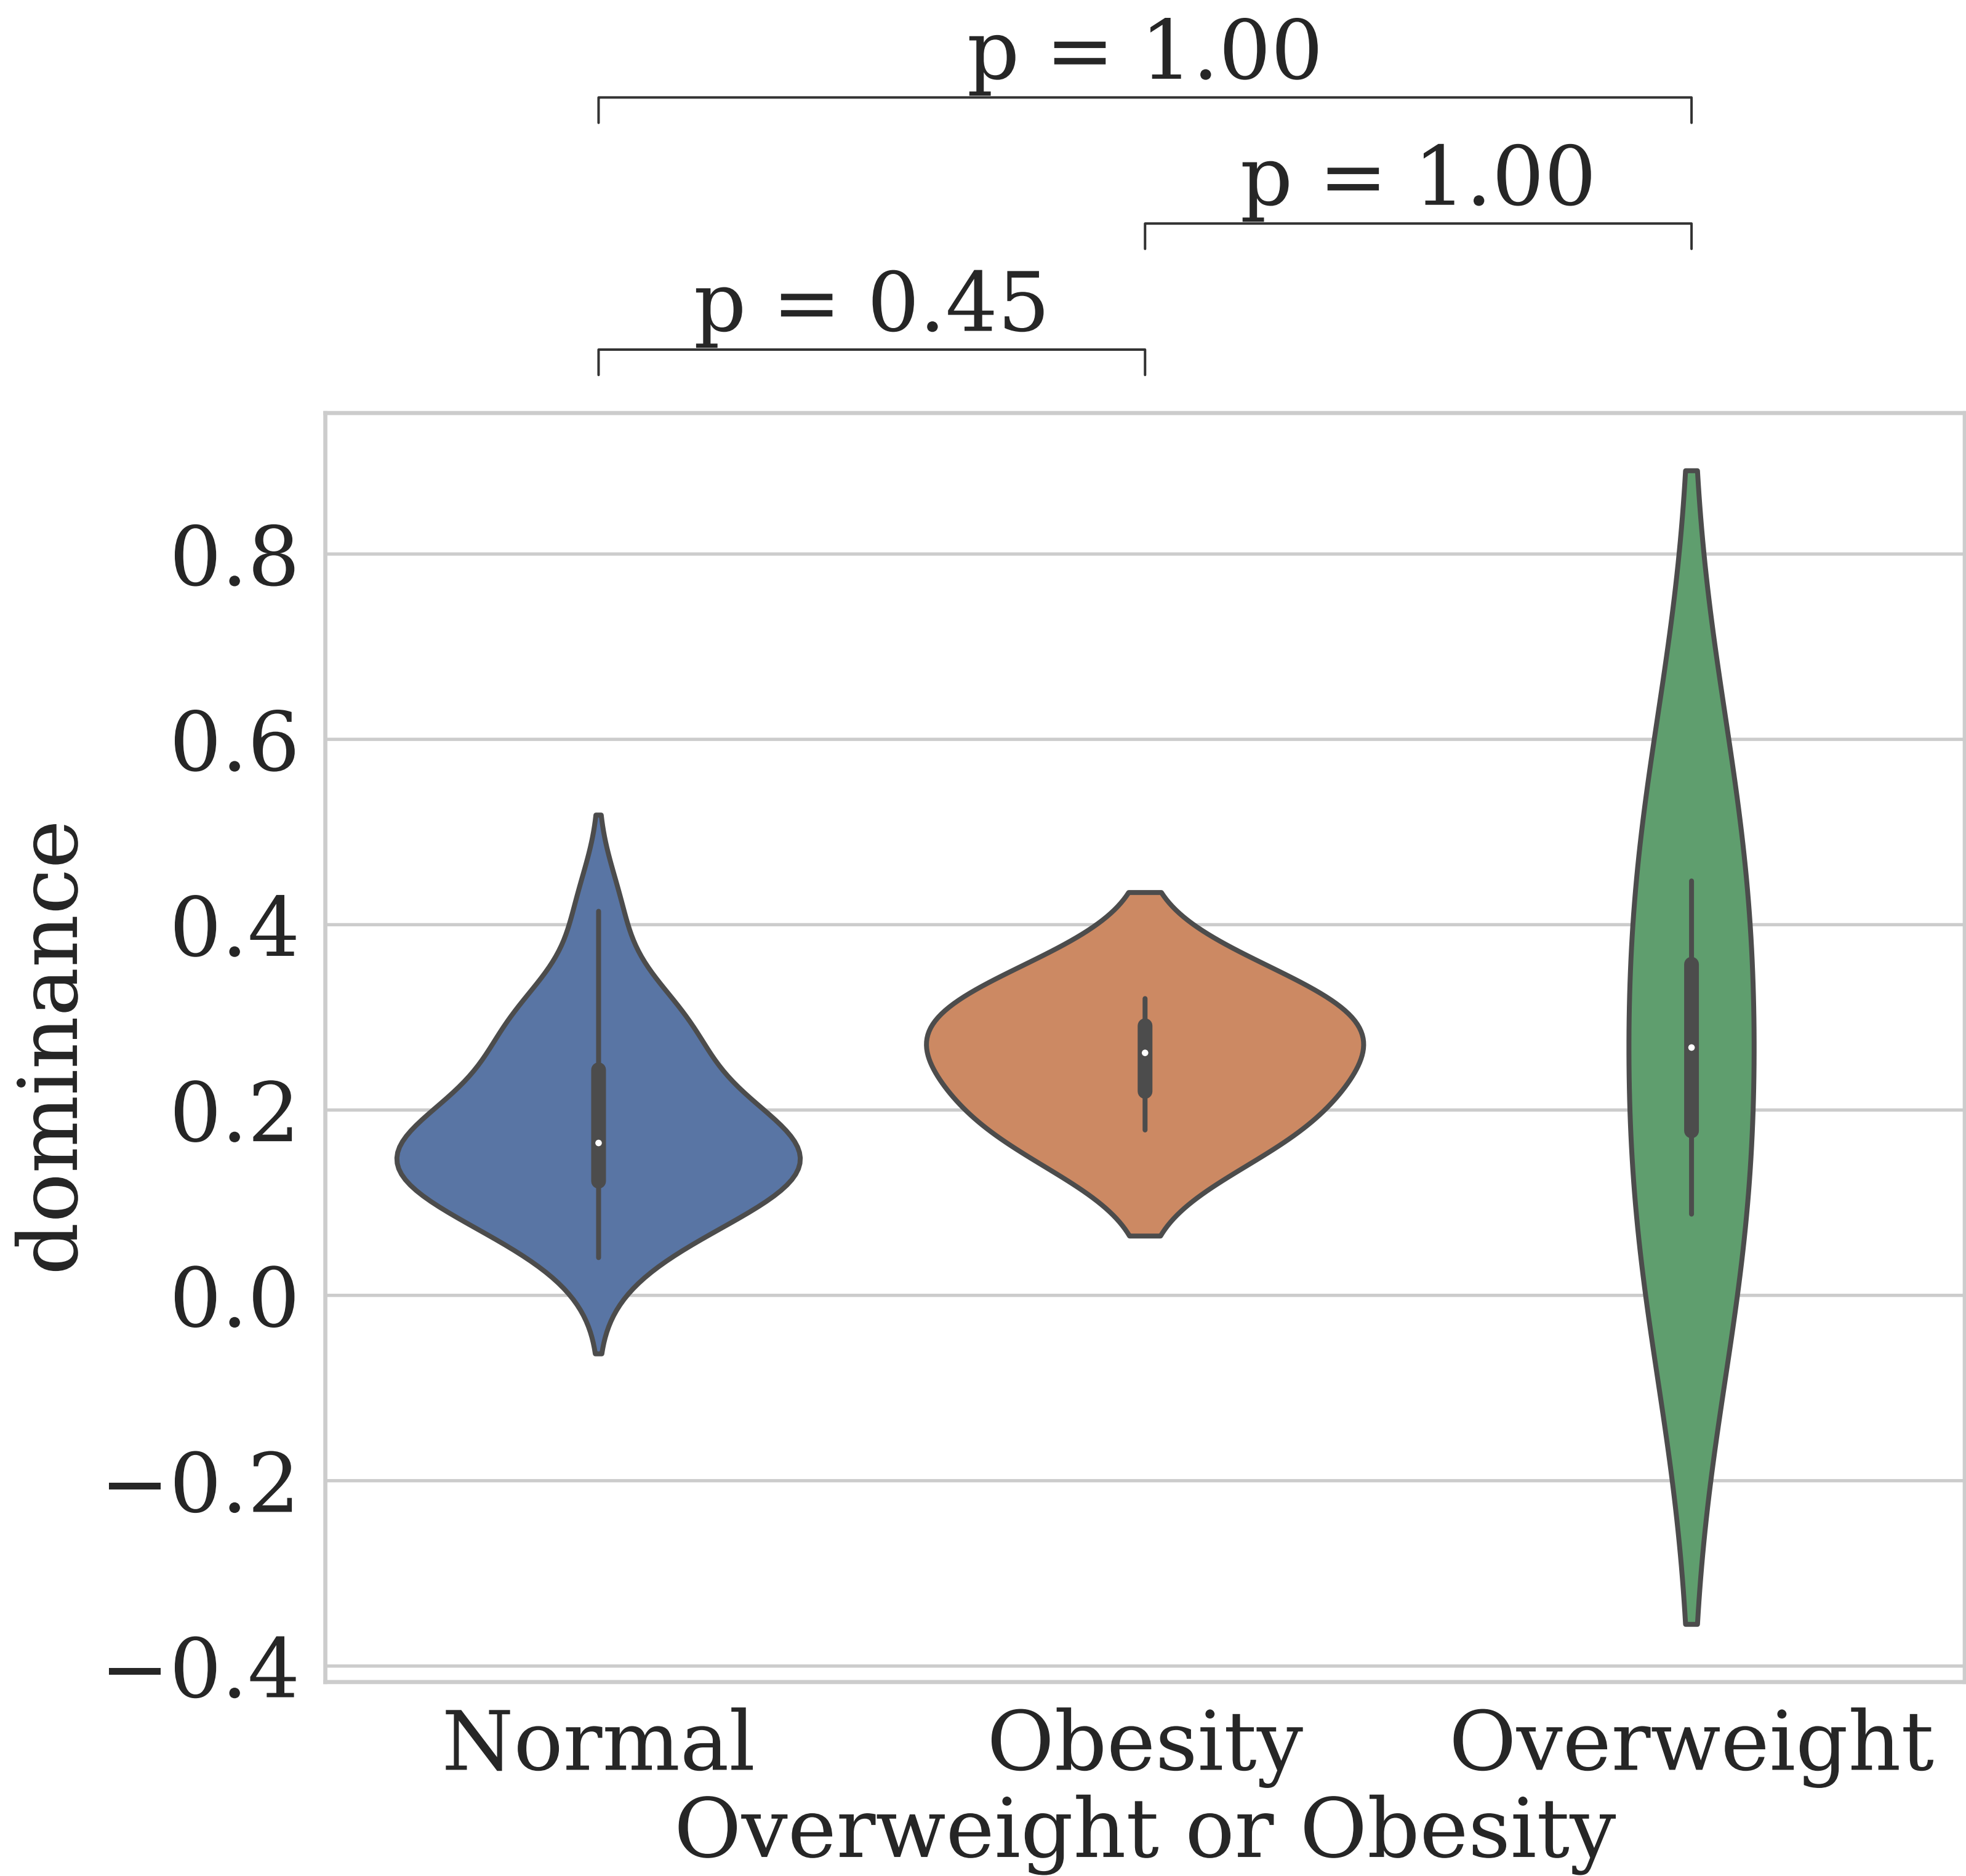 p = 1.00
p = 1.00
p = 0.45
dominance
0.8
0.6
0.4
0.2
0.0
−0.2
−0.4
Normal Obesity Overweight
Overweight or Obesity